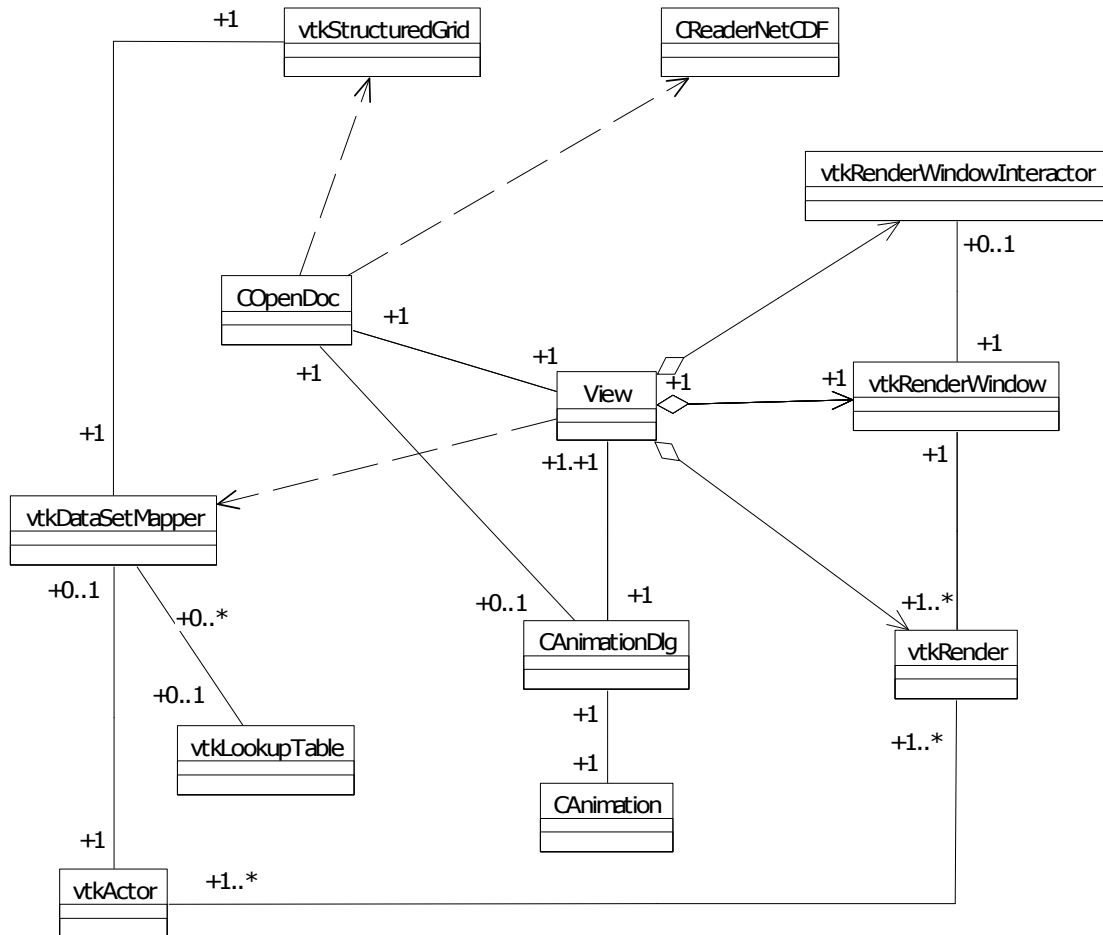 +1
vtkStructuredGrid
CReaderNetCDF
vtkRenderWindowInteractor
+0..1
COpenDoc
+1
+1
+1
+1
View
+1
+1
vtkRenderWindow
+1
+1
+1.+1
vtkDataSetMapper
+0..1
+0..*
+0..1
+1
+1..*
CAnimationDlg
vtkRender
+0..1
+1
vtkLookupTable
+1..*
+1
CAnimation
+1
+1..*
vtkActor